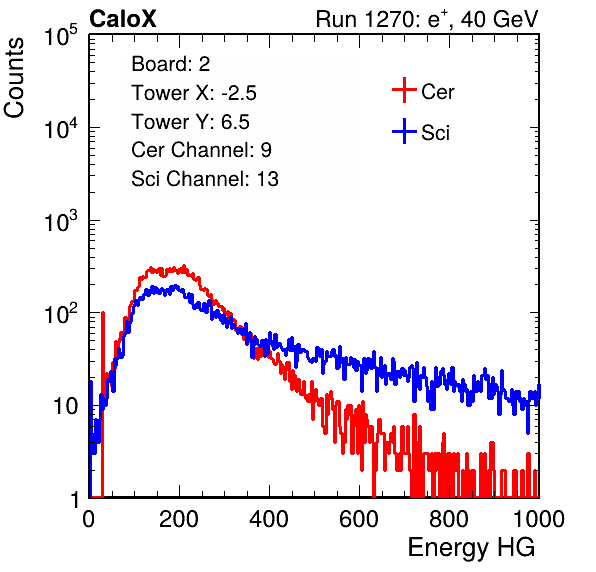 CaloX Run 1270: e⁺, 40 GeV
Counts
10⁵
10⁴
10³
10²
10
1
Board: 2
Tower X: -2.5
Tower Y: 6.5
Cer Channel: 9
Sci Channel: 13
Cer
Sci
0 200 400 600 800 1000
Energy HG